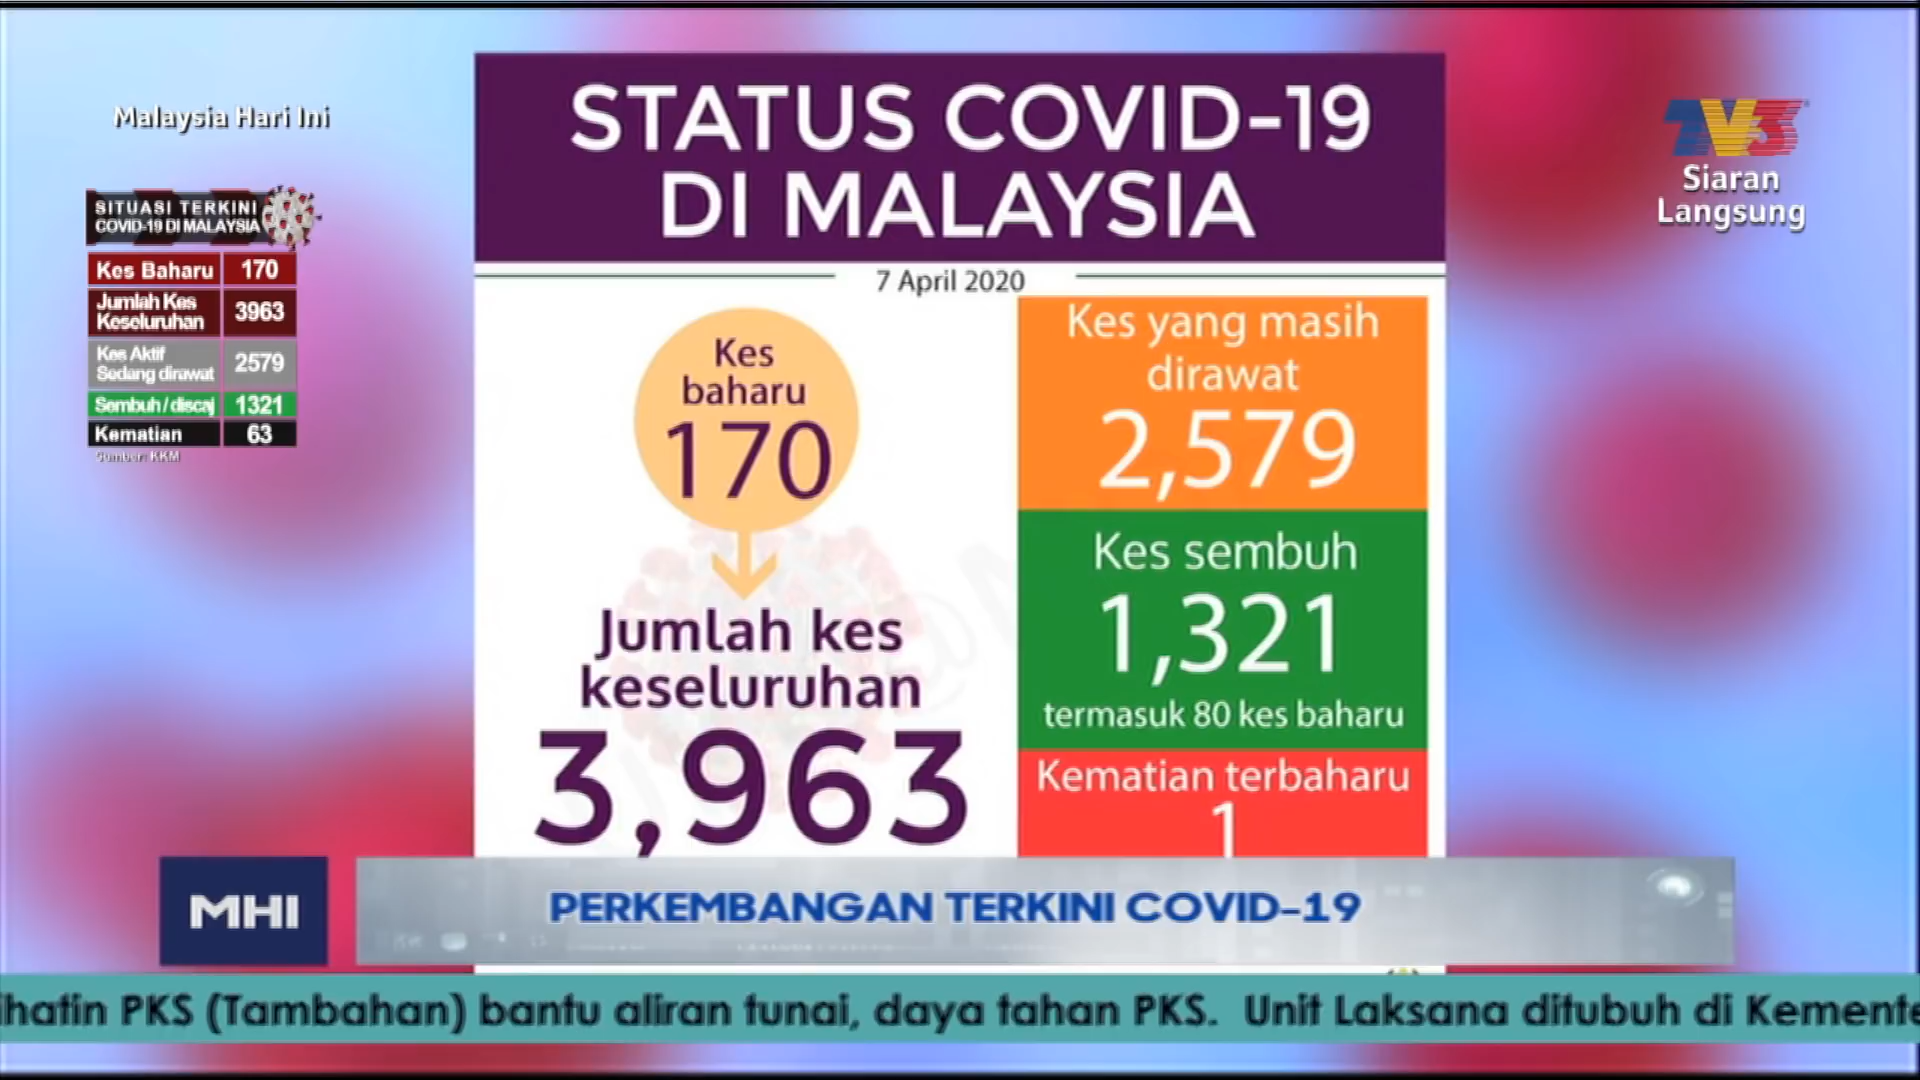 Malaysia Hari Ini
SITUASI TERKINI
COVID-19 DI MALAYSIA
Kes Baharu 170
Jumlah Kes
Keseluruhan 3963
Kes Aktif
Sedang dirawat 2579
Sembuh / discaj 1321
Kematian 63
Sumber: KKM
STATUS COVID-19
DI MALAYSIA
7 April 2020
Kes
baharu
170
Jumlah kes
keseluruhan
3,963
Kes yang masih
dirawat
2,579
Kes sembuh
1,321
termasuk 80 kes baharu
Kematian terbaharu
1
TV3
Siaran
Langsung
MHI
PERKEMBANGAN TERKINI COVID-19
ihatin PKS (Tambahan) bantu aliran tunai, daya tahan PKS. Unit Laksana ditubuh di Kemente